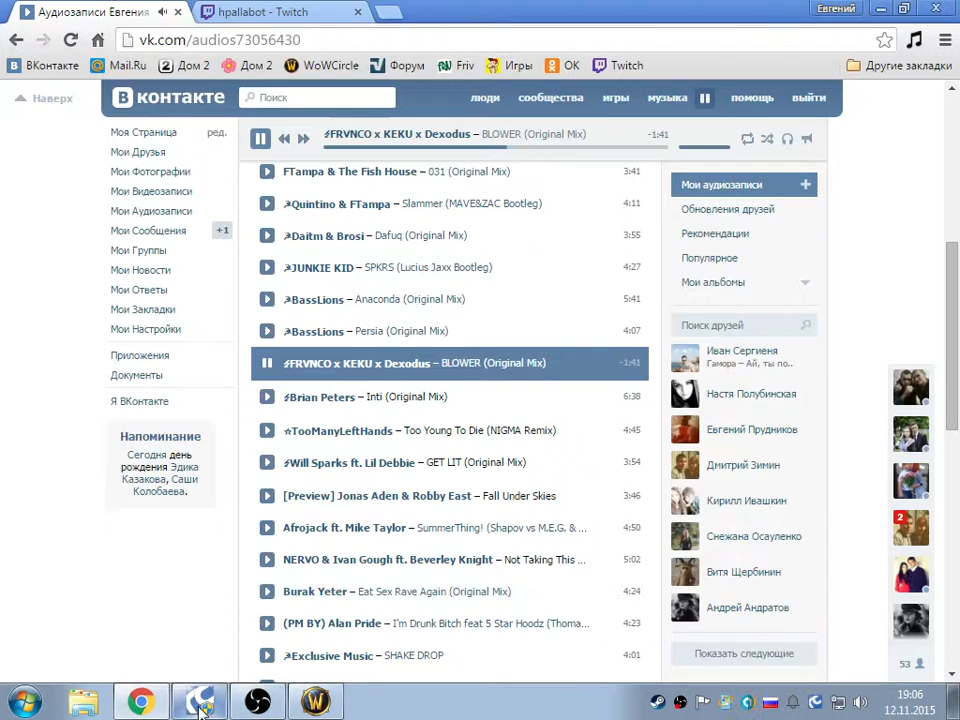 Аудиозаписи Евгения
hpallabot - Twitch
Евгений
vk.com/audios73056430
ВКонтакте
Mail.Ru
Дом 2
Дом 2
WoWCircle
Форум
Friv
Игры
OK
Twitch
Другие закладки
Наверх
В контакте
Поиск
люди
сообщества
игры
музыка
помощь
выйти
Моя Страница
ред.
Мои Друзья
Мои Фотографии
Мои Видеозаписи
Мои Аудиозаписи
Мои Сообщения
+1
Мои Группы
Мои Новости
Мои Ответы
Мои Закладки
Мои Настройки
Приложения
Документы
Я ВКонтакте
Напоминание
Сегодня день
рождения Эдика
Казакова, Саши
Колобаева.
⚡FRVNCO x KEKU x Dexodus – BLOWER (Original Mix)
-1:41
FTampa & The Fish House – 031 (Original Mix)
3:41
Quintino & FTampa – Slammer (MAVE&ZAC Bootleg)
4:11
Daitm & Brosi – Dafuq (Original Mix)
3:55
JUNKIE KID – SPKRS (Lucius Jaxx Bootleg)
4:27
BassLions – Anaconda (Original Mix)
5:41
BassLions – Persia (Original Mix)
4:07
⚡FRVNCO x KEKU x Dexodus – BLOWER (Original Mix)
-1:41
⚡Brian Peters – Inti (Original Mix)
6:38
☆TooManyLeftHands – Too Young To Die (NIGMA Remix)
4:45
⚡Will Sparks ft. Lil Debbie – GET LIT (Original Mix)
3:54
[Preview] Jonas Aden & Robby East – Fall Under Skies
3:46
Afrojack ft. Mike Taylor – SummerThing! (Shapov vs M.E.G. & ...
4:50
NERVO & Ivan Gough ft. Beverley Knight – Not Taking This ...
5:02
Burak Yeter – Eat Sex Rave Again (Original Mix)
4:24
(PM BY) Alan Pride – I'm Drunk Bitch feat 5 Star Hoodz (Thoma...
4:23
Exclusive Music – SHAKE DROP
4:01
Мои аудиозаписи
Обновления друзей
Рекомендации
Популярное
Мои альбомы
Поиск друзей
Иван Сергиеня
Гамора – Ай, ты по..
Настя Полубинская
Евгений Прудников
Дмитрий Зимин
Кирилл Ивашкин
Снежана Осауленко
Витя Щербинин
Андрей Андратов
Показать следующие
2
53
19:06
12.11.2015